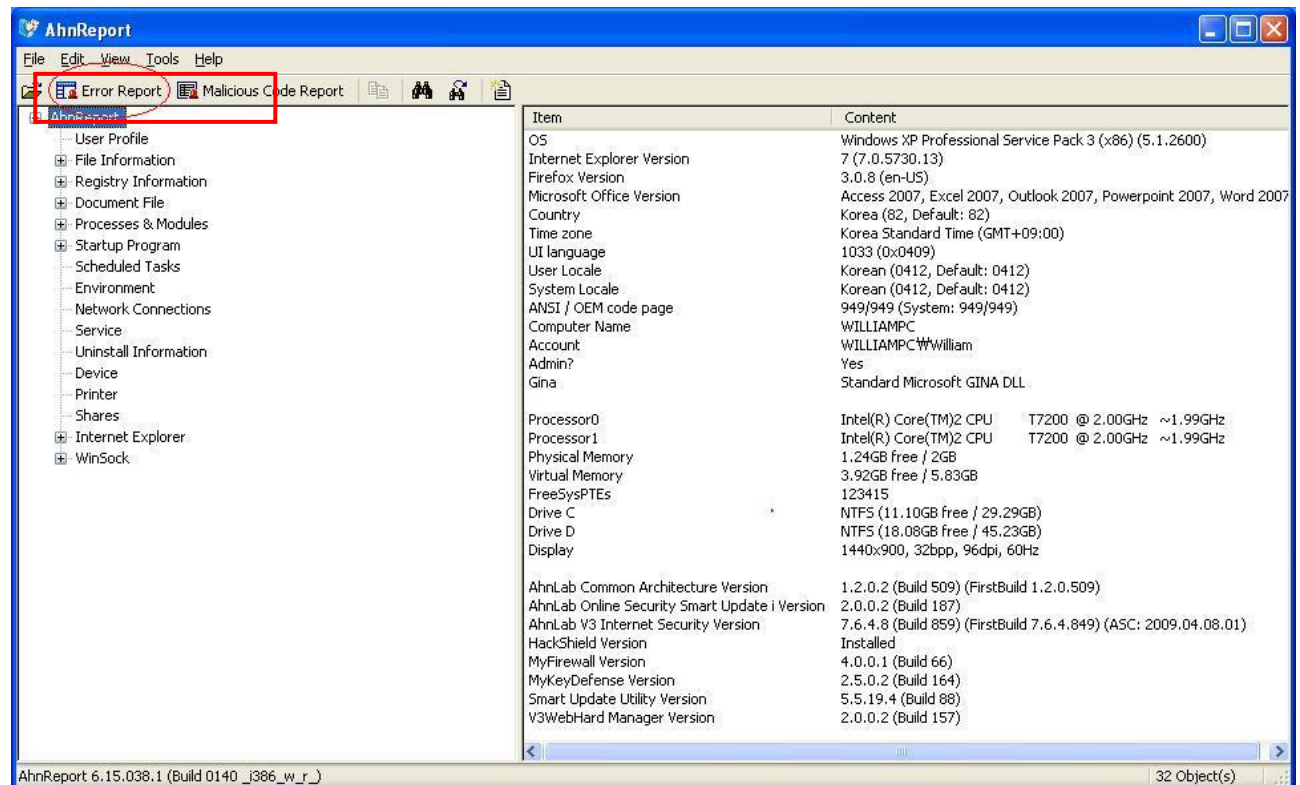 AhnReport
File Edit View Tools Help
Error Report Malicious Code Report
AhnReport
User Profile
File Information
Registry Information
Document File
Processes & Modules
Startup Program
Scheduled Tasks
Environment
Network Connections
Service
Uninstall Information
Device
Printer
Shares
Internet Explorer
WinSock
Item Content
OS Windows XP Professional Service Pack 3 (x86) (5.1.2600)
Internet Explorer Version 7 (7.0.5730.13)
Firefox Version 3.0.8 (en-US)
Microsoft Office Version Access 2007, Excel 2007, Outlook 2007, Powerpoint 2007, Word 2007
Country Korea (82, Default: 82)
Time zone Korea Standard Time (GMT+09:00)
UI language 1033 (0x0409)
User Locale Korean (0412, Default: 0412)
System Locale Korean (0412, Default: 0412)
ANSI / OEM code page 949/949 (System: 949/949)
Computer Name WILLIAMPC
Account WILLIAMPC₩William
Admin? Yes
Gina Standard Microsoft GINA DLL
Processor0 Intel(R) Core(TM)2 CPU T7200 @ 2.00GHz ~1.99GHz
Processor1 Intel(R) Core(TM)2 CPU T7200 @ 2.00GHz ~1.99GHz
Physical Memory 1.24GB free / 2GB
Virtual Memory 3.92GB free / 5.83GB
FreeSysPTEs 123415
Drive C NTFS (11.10GB free / 29.29GB)
Drive D NTFS (18.08GB free / 45.23GB)
Display 1440x900, 32bpp, 96dpi, 60Hz
AhnLab Common Architecture Version 1.2.0.2 (Build 509) (FirstBuild 1.2.0.509)
AhnLab Online Security Smart Update i Version 2.0.0.2 (Build 187)
AhnLab V3 Internet Security Version 7.6.4.8 (Build 859) (FirstBuild 7.6.4.849) (ASC: 2009.04.08.01)
HackShield Version Installed
MyFirewall Version 4.0.0.1 (Build 66)
MyKeyDefense Version 2.5.0.2 (Build 164)
Smart Update Utility Version 5.5.19.4 (Build 88)
V3WebHard Manager Version 2.0.0.2 (Build 157)
AhnReport 6.15.038.1 (Build 0140 _i386_w_r_) 32 Object(s)